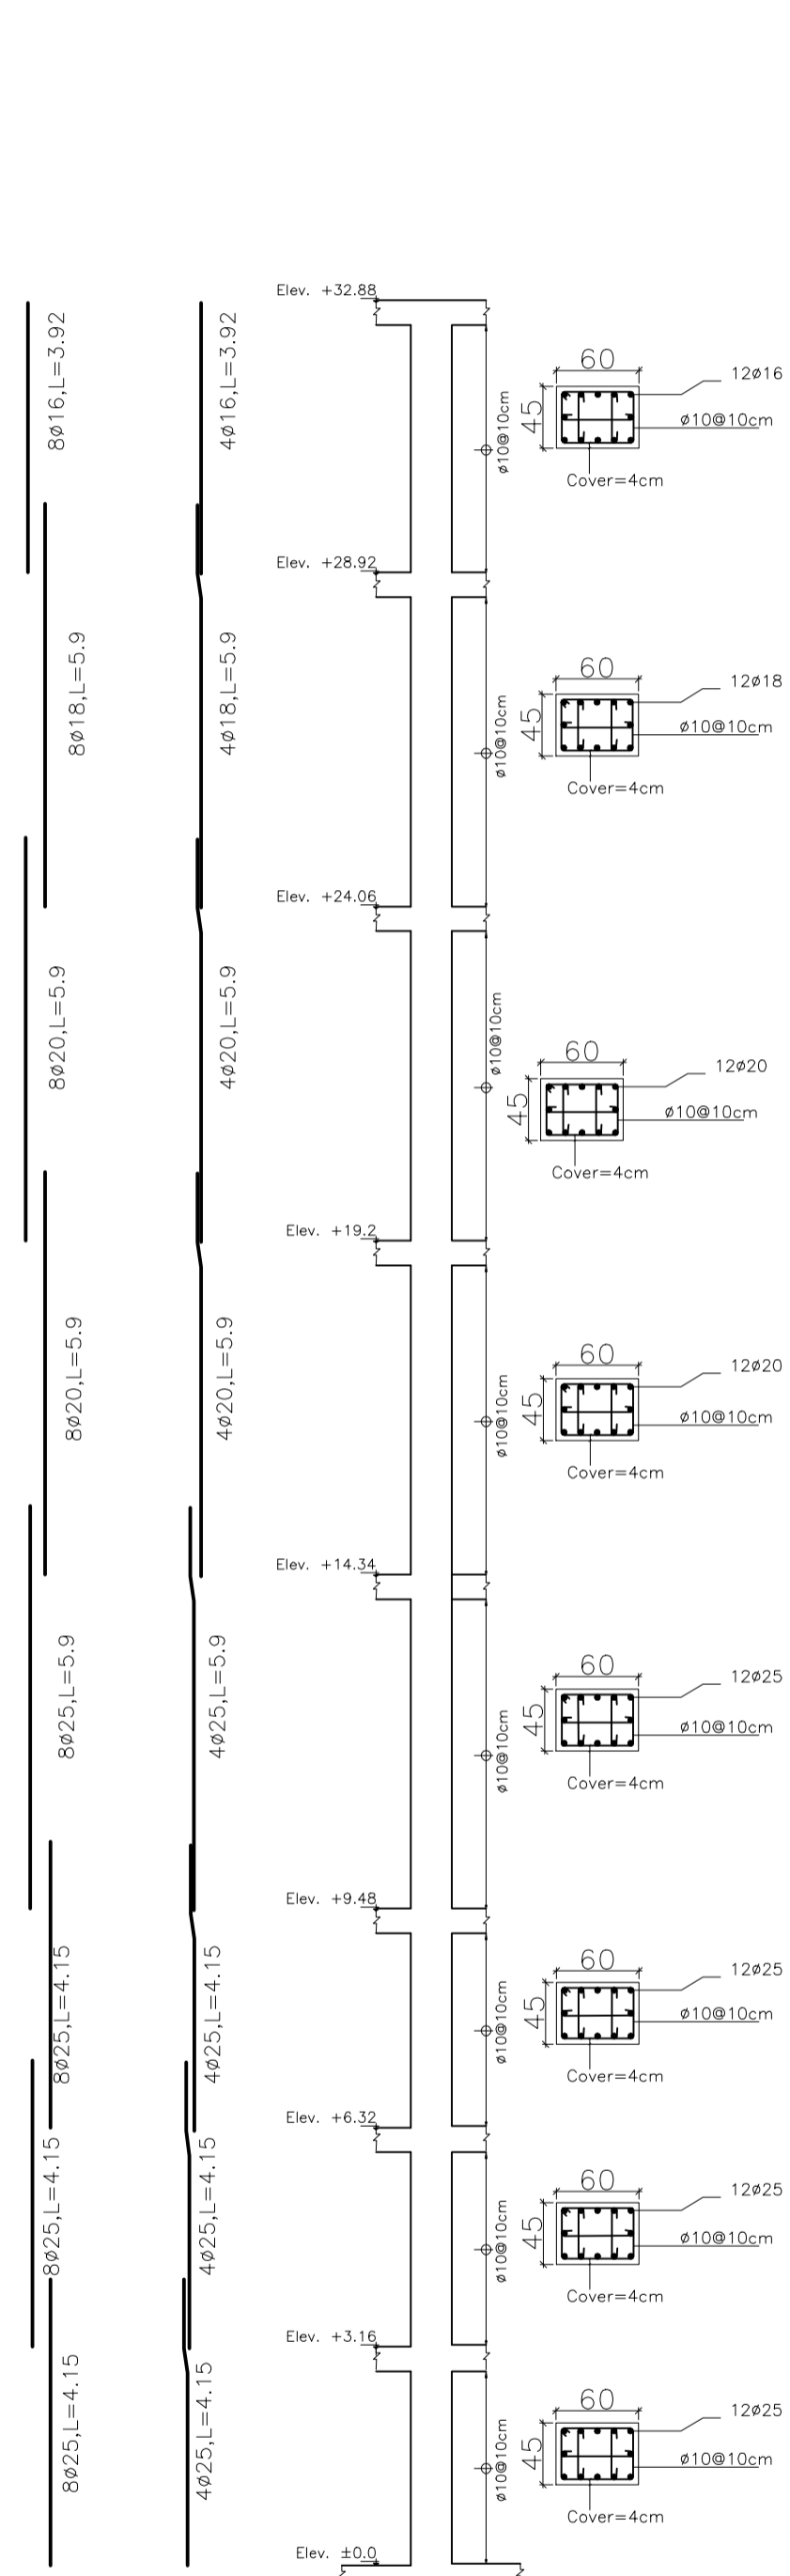 Elev. +32.88
8ø16,L=3.92
4ø16,L=3.92
ø10@10cm
60
45
12ø16
ø10@10cm
Cover=4cm
Elev. +28.92
8ø18,L=5.9
4ø18,L=5.9
ø10@10cm
60
45
12ø18
ø10@10cm
Cover=4cm
Elev. +24.06
8ø20,L=5.9
4ø20,L=5.9
ø10@10cm
60
45
12ø20
ø10@10cm
Cover=4cm
Elev. +19.2
8ø20,L=5.9
4ø20,L=5.9
ø10@10cm
60
45
12ø20
ø10@10cm
Cover=4cm
Elev. +14.34
8ø25,L=5.9
4ø25,L=5.9
ø10@10cm
60
45
12ø25
ø10@10cm
Cover=4cm
Elev. +9.48
8ø25,L=4.15
4ø25,L=4.15
ø10@10cm
60
45
12ø25
ø10@10cm
Cover=4cm
Elev. +6.32
8ø25,L=4.15
4ø25,L=4.15
ø10@10cm
60
45
12ø25
ø10@10cm
Cover=4cm
Elev. +3.16
8ø25,L=4.15
4ø25,L=4.15
ø10@10cm
60
45
12ø25
ø10@10cm
Cover=4cm
Elev. ±0.0